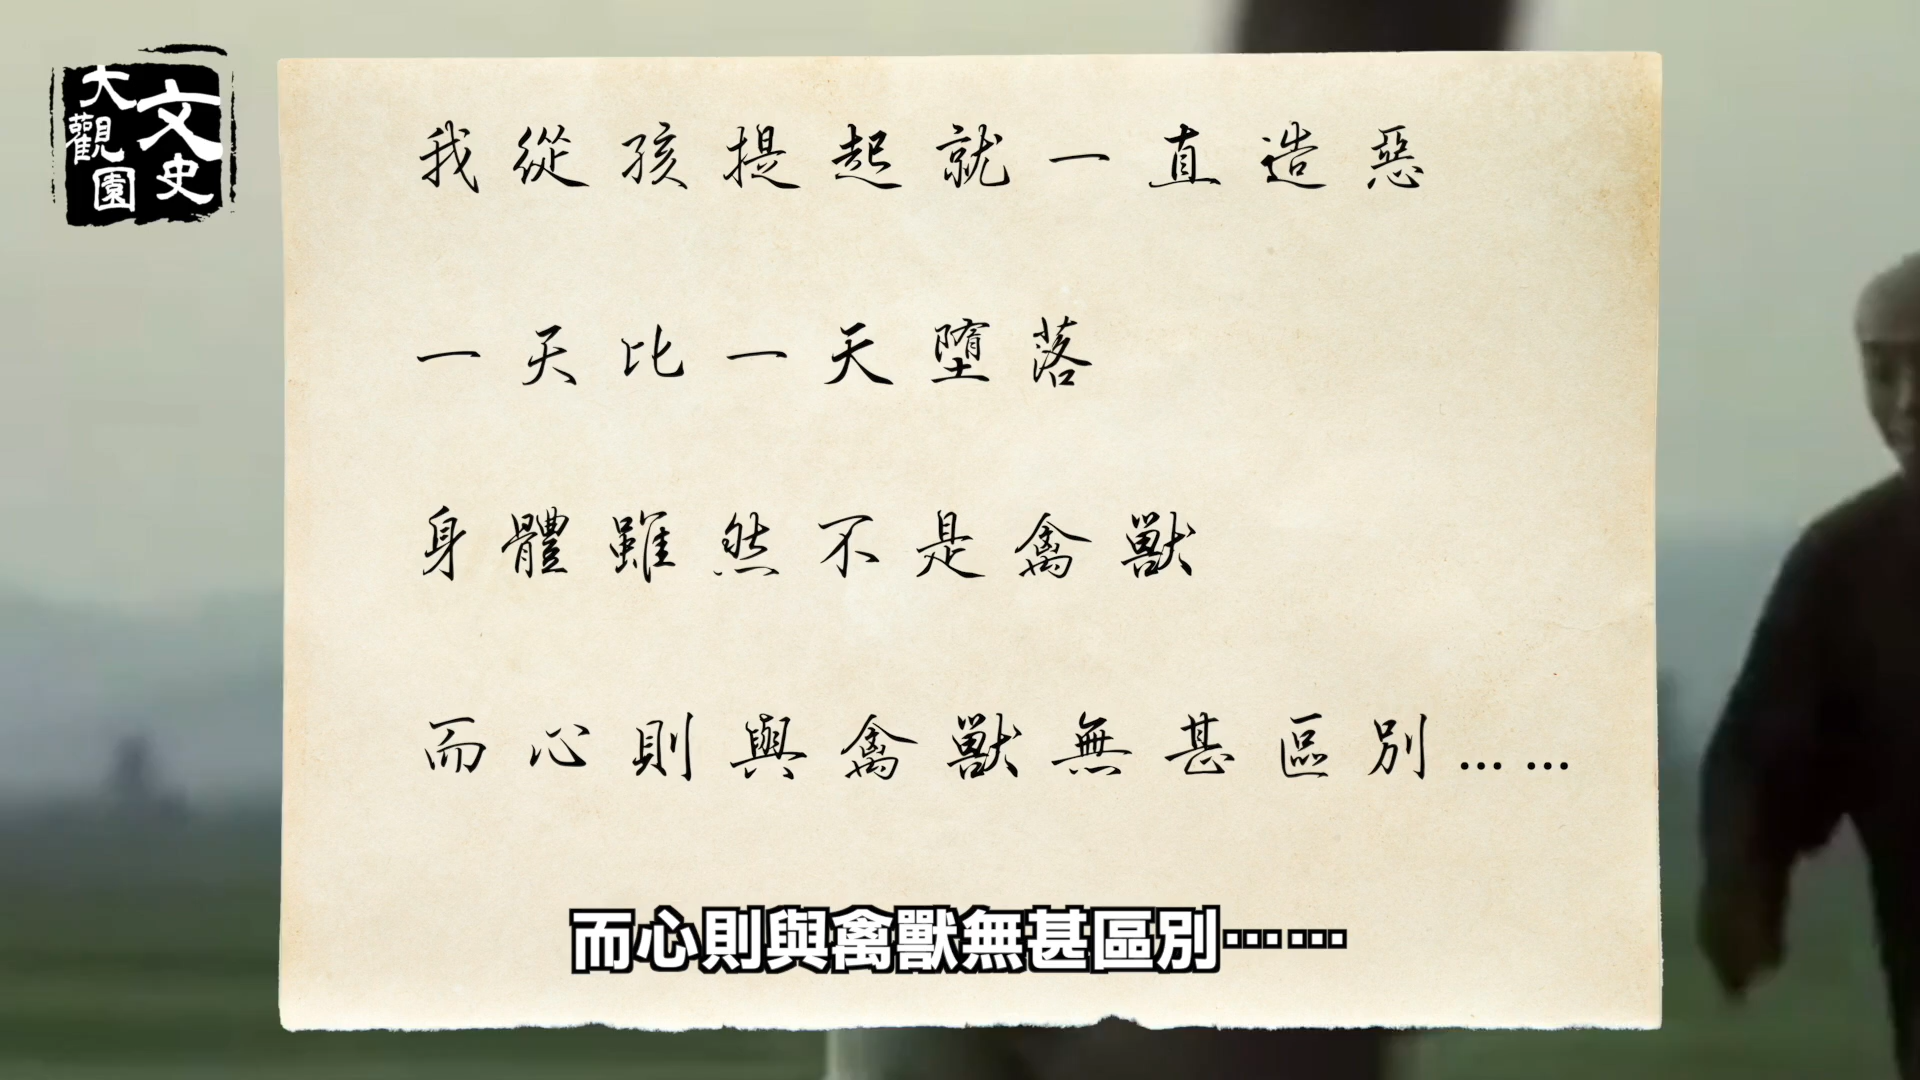 文史
大觀園
我從孩提起就一直造惡
一天比一天墮落
身體雖然不是禽獸
而心則與禽獸無甚區別……
而心則與禽獸無甚區別……